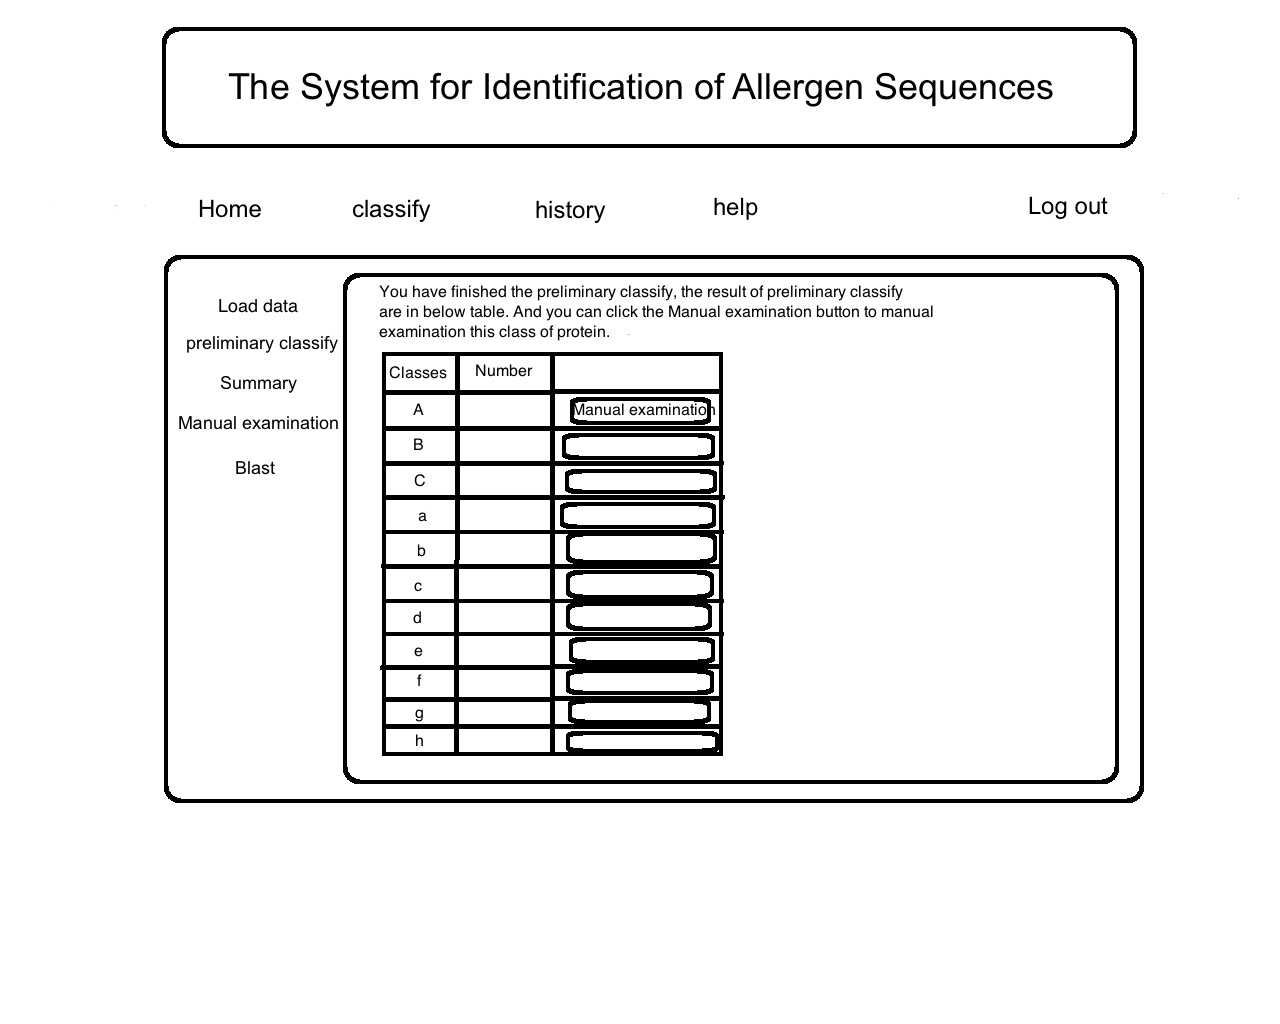 The System for Identification of Allergen Sequences
Home classify history help Log out
Load data
preliminary classify
Summary
Manual examination
Blast
You have finished the preliminary classify, the result of preliminary classify
are in below table. And you can click the Manual examination button to manual
examination this class of protein.
Classes Number
A Manual examination
B
C
a
b
c
d
e
f
g
h